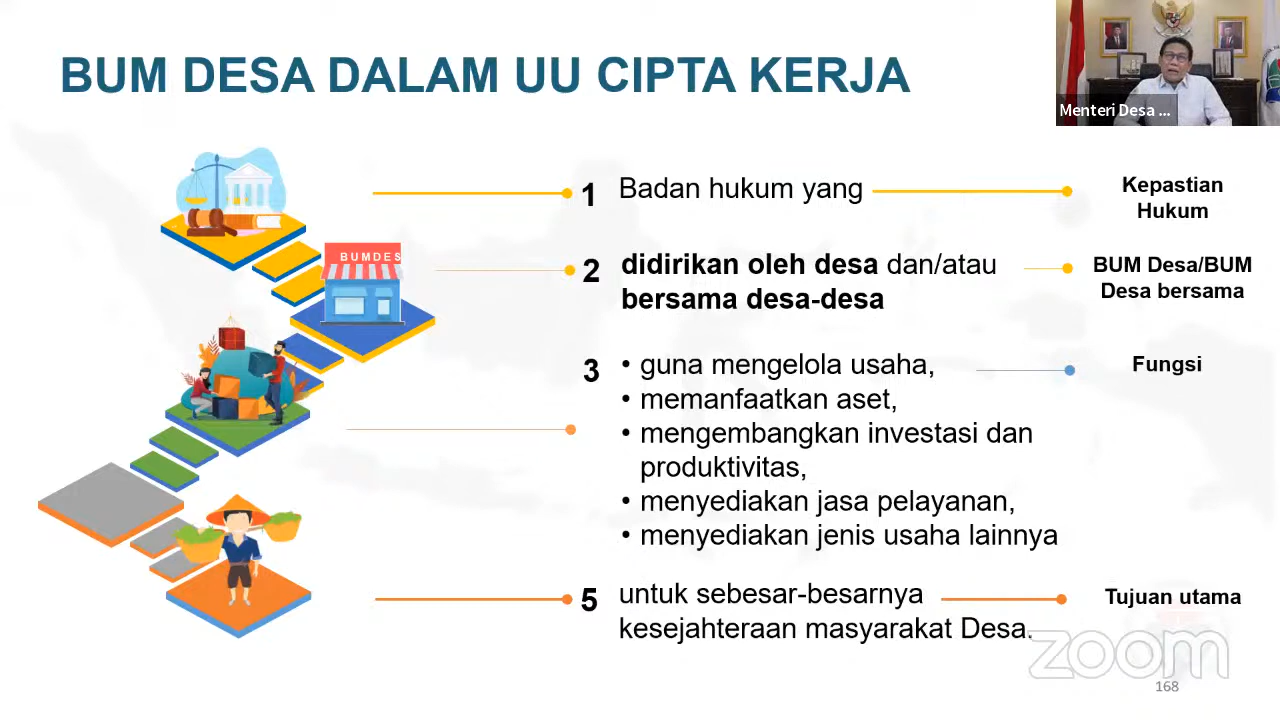 BUM DESA DALAM UU CIPTA KERJA
Menteri Desa ...
1 Badan hukum yang
Kepastian
Hukum
BUMDES
2 didirikan oleh desa dan/atau
bersama desa-desa
BUM Desa/BUM
Desa bersama
3 • guna mengelola usaha,
• memanfaatkan aset,
• mengembangkan investasi dan
produktivitas,
• menyediakan jasa pelayanan,
• menyediakan jenis usaha lainnya
Fungsi
5 untuk sebesar-besarnya
kesejahteraan masyarakat Desa.
Tujuan utama
zoom
168